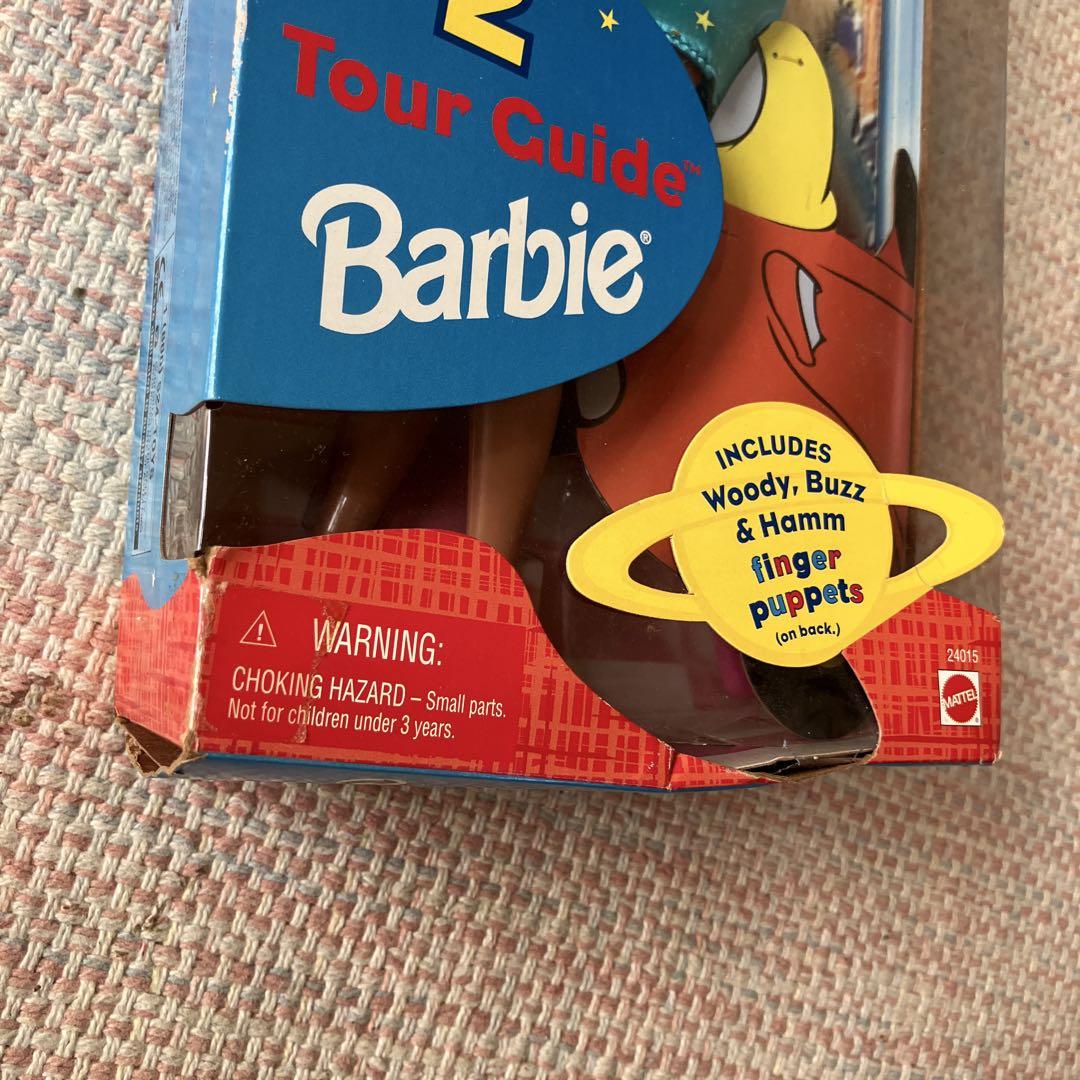 2
Tour Guide™
Barbie®
INCLUDES
Woody, Buzz
& Hamm
finger
puppets
(on back.)
WARNING:
CHOKING HAZARD – Small parts.
Not for children under 3 years.
24015
MATTEL